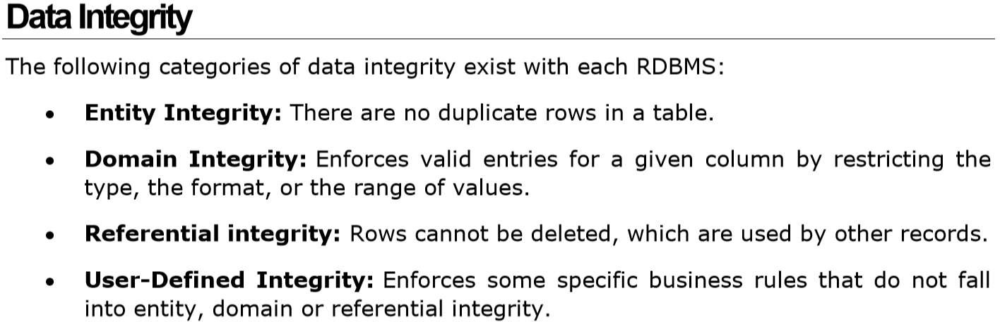 Data Integrity
The following categories of data integrity exist with each RDBMS:
• Entity Integrity: There are no duplicate rows in a table.
• Domain Integrity: Enforces valid entries for a given column by restricting the
type, the format, or the range of values.
• Referential integrity: Rows cannot be deleted, which are used by other records.
• User-Defined Integrity: Enforces some specific business rules that do not fall
into entity, domain or referential integrity.